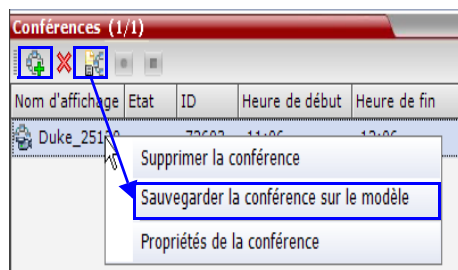 Conférences (1/1)
Nom d'affichage Etat ID Heure de début Heure de fin
Supprimer la conférence
Sauvegarder la conférence sur le modèle
Propriétés de la conférence